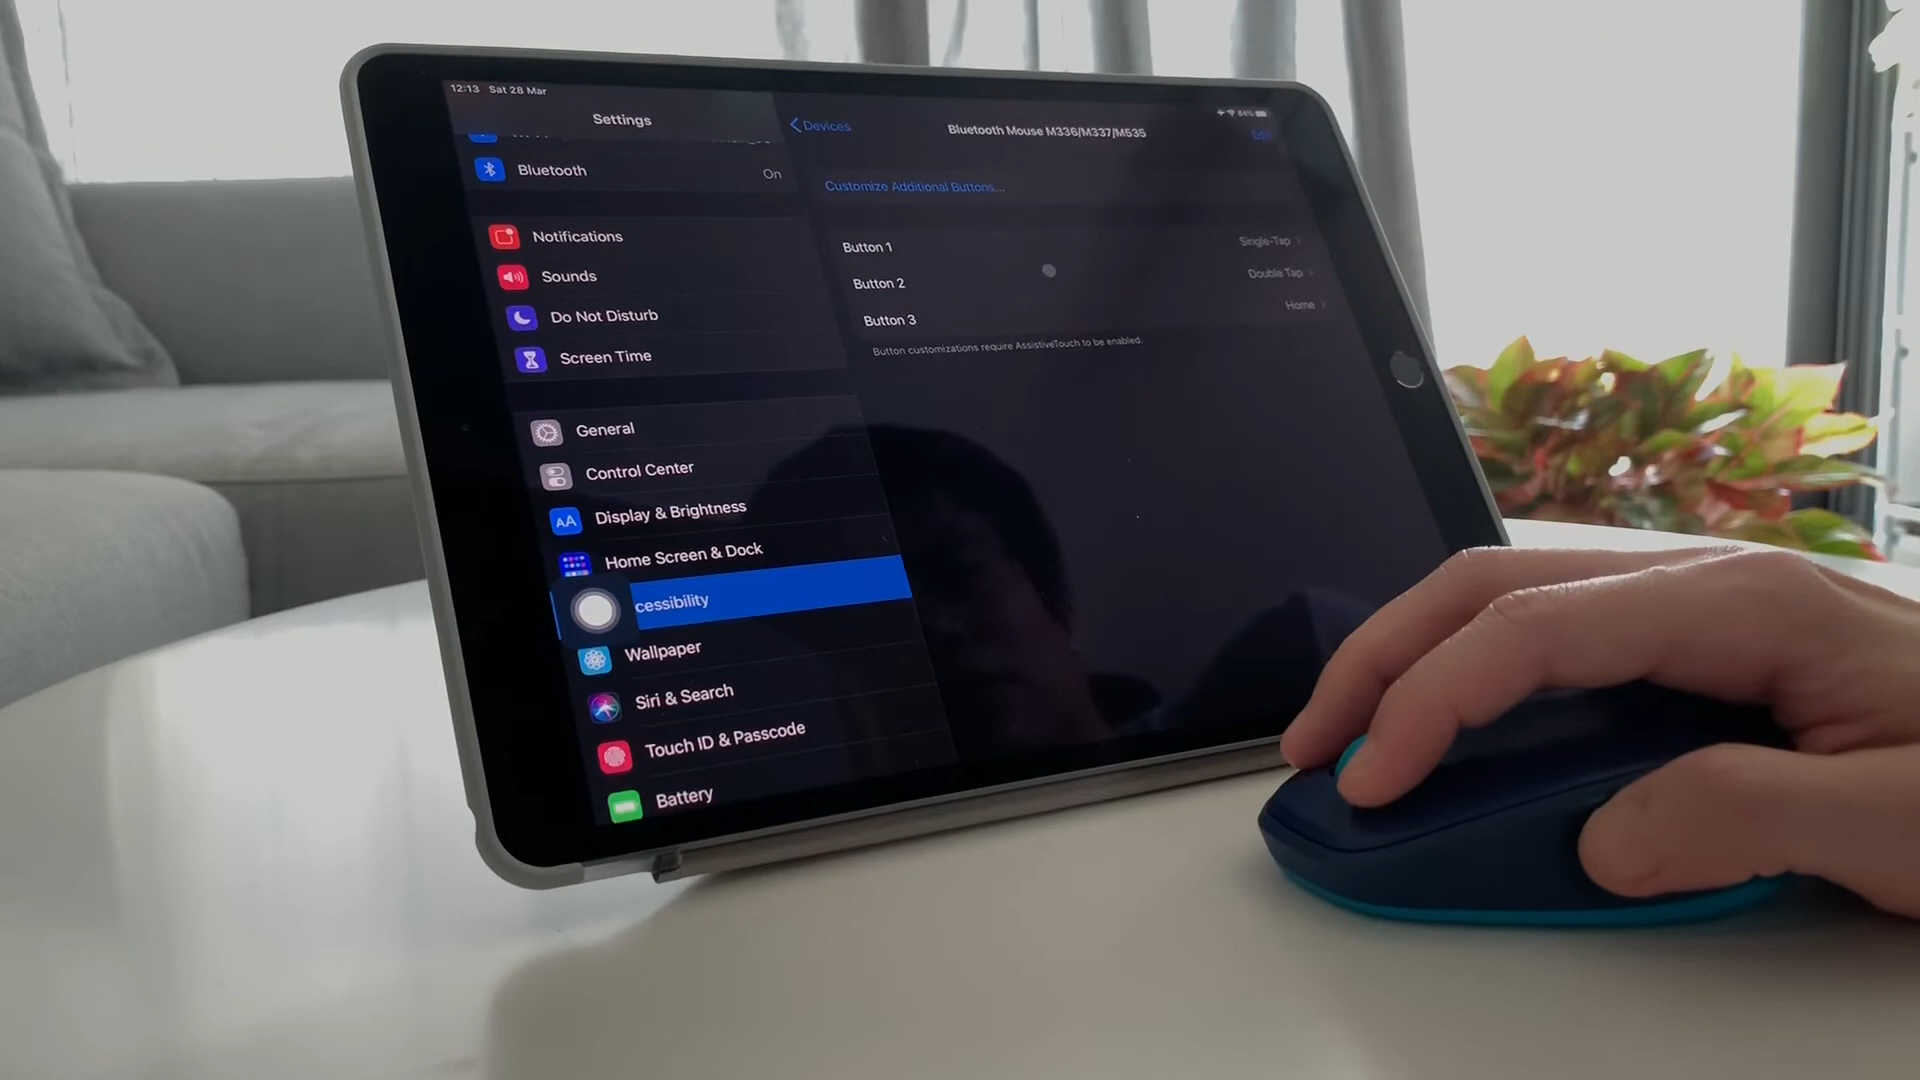 12:13 Sat 28 Mar
84%
Settings
Bluetooth On
Notifications
Sounds
Do Not Disturb
Screen Time
General
Control Center
AA Display & Brightness
Home Screen & Dock
cessibility
Wallpaper
Siri & Search
Touch ID & Passcode
Battery
Devices
Bluetooth Mouse M336/M337/M535
Customize Additional Buttons...
Button 1 Single-Tap
Button 2 Double Tap
Button 3 Home
Button customizations require AssistiveTouch to be enabled.